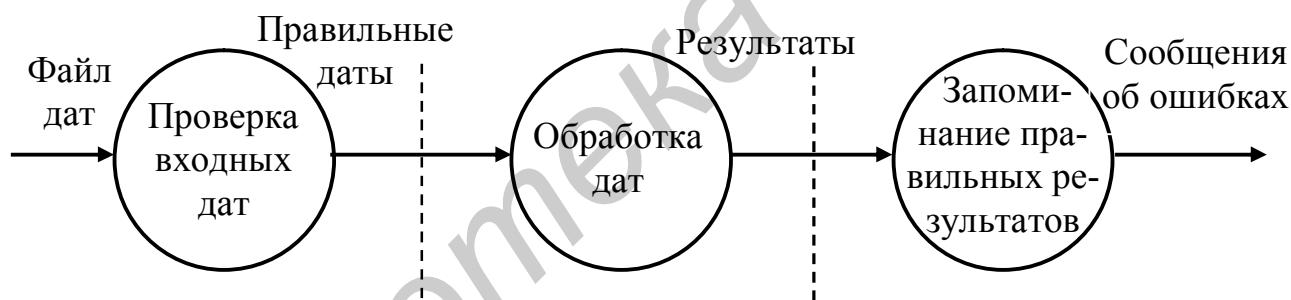 Файл
дат
Проверка
входных
дат
Правильные
даты
Обработка
дат
Результаты
Запоми-
нание пра-
вильных ре-
зультатов
Сообщения
об ошибках
отека